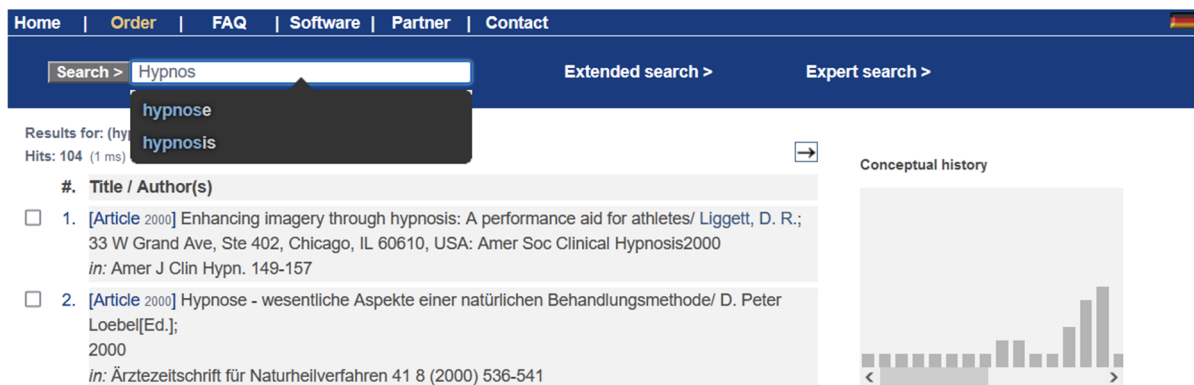 Home | Order | FAQ | Software | Partner | Contact
Search > Hypnos Extended search > Expert search >
hypnose
hypnosis
Results for: (hyp
Hits: 104 (1 ms)
→
Conceptual history
#. Title / Author(s)
1. [Article 2000] Enhancing imagery through hypnosis: A performance aid for athletes/ Liggett, D. R.;
33 W Grand Ave, Ste 402, Chicago, IL 60610, USA: Amer Soc Clinical Hypnosis2000
in: Amer J Clin Hypn. 149-157
2. [Article 2000] Hypnose - wesentliche Aspekte einer natürlichen Behandlungsmethode/ D. Peter
Loebel[Ed.];
2000
in: Ärztezeitschrift für Naturheilverfahren 41 8 (2000) 536-541